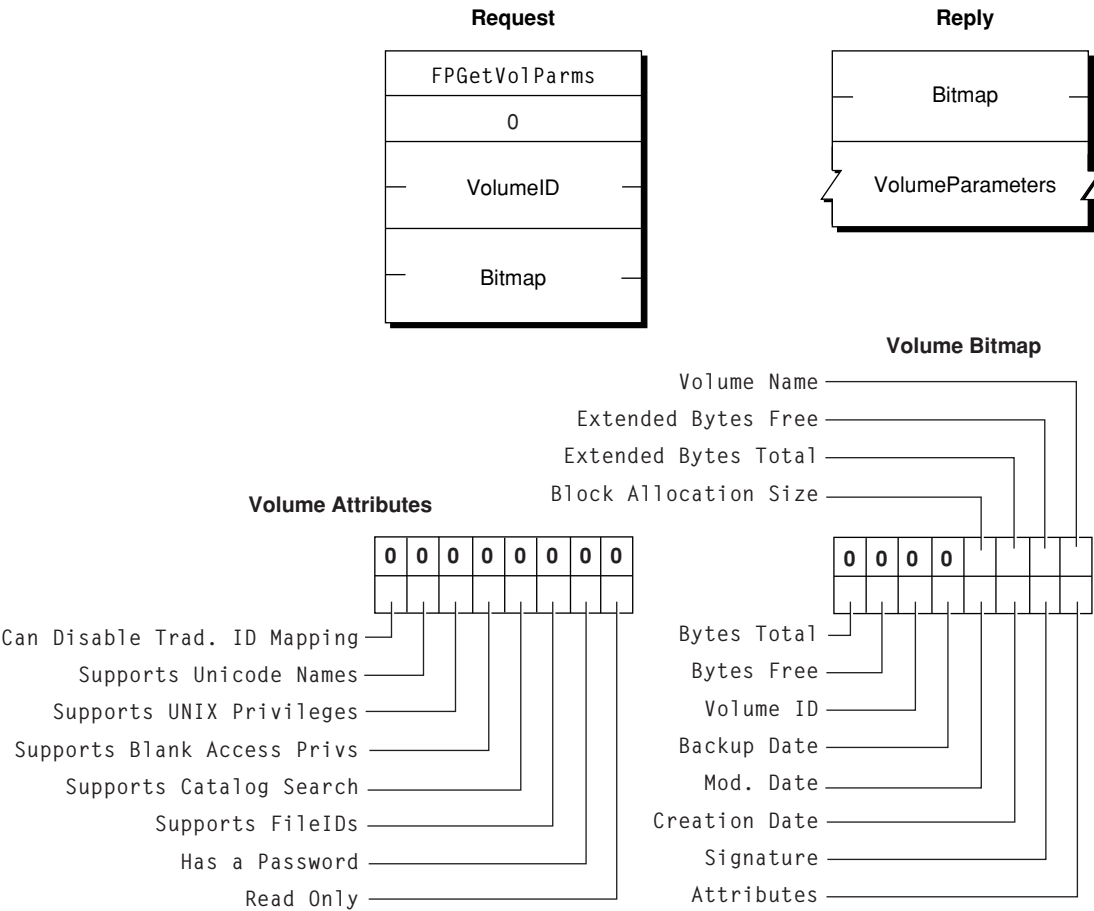 Request
FPGetVolParms
0
VolumeID
Bitmap
Reply
Bitmap
VolumeParameters
Volume Bitmap
Volume Name
Extended Bytes Free
Extended Bytes Total
Block Allocation Size
0 0 0 0
Bytes Total
Bytes Free
Volume ID
Backup Date
Mod. Date
Creation Date
Signature
Attributes
Volume Attributes
0 0 0 0 0 0 0 0
Can Disable Trad. ID Mapping
Supports Unicode Names
Supports UNIX Privileges
Supports Blank Access Privs
Supports Catalog Search
Supports FileIDs
Has a Password
Read Only